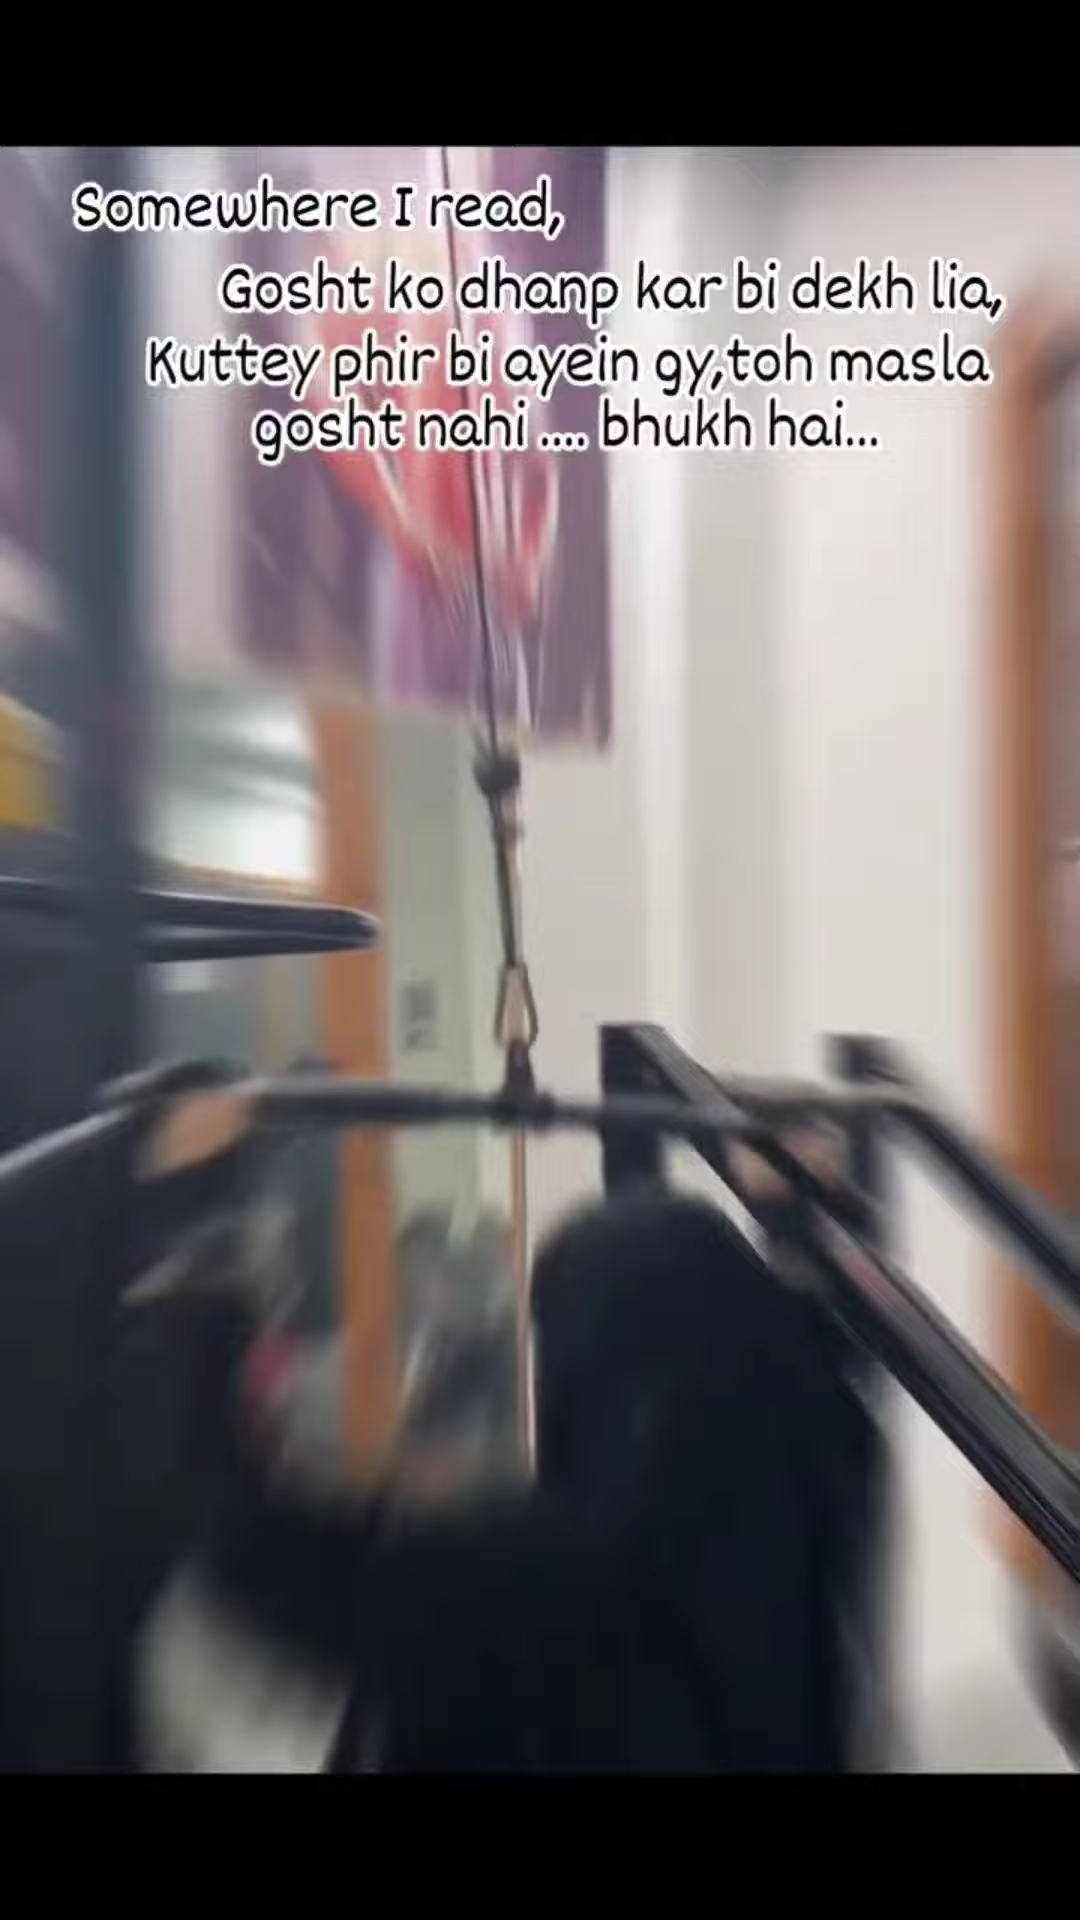 Somewhere I read,
Gosht ko dhanp kar bi dekh lia,
Kuttey phir bi ayein gy,toh masla
gosht nahi .... bhukh hai...